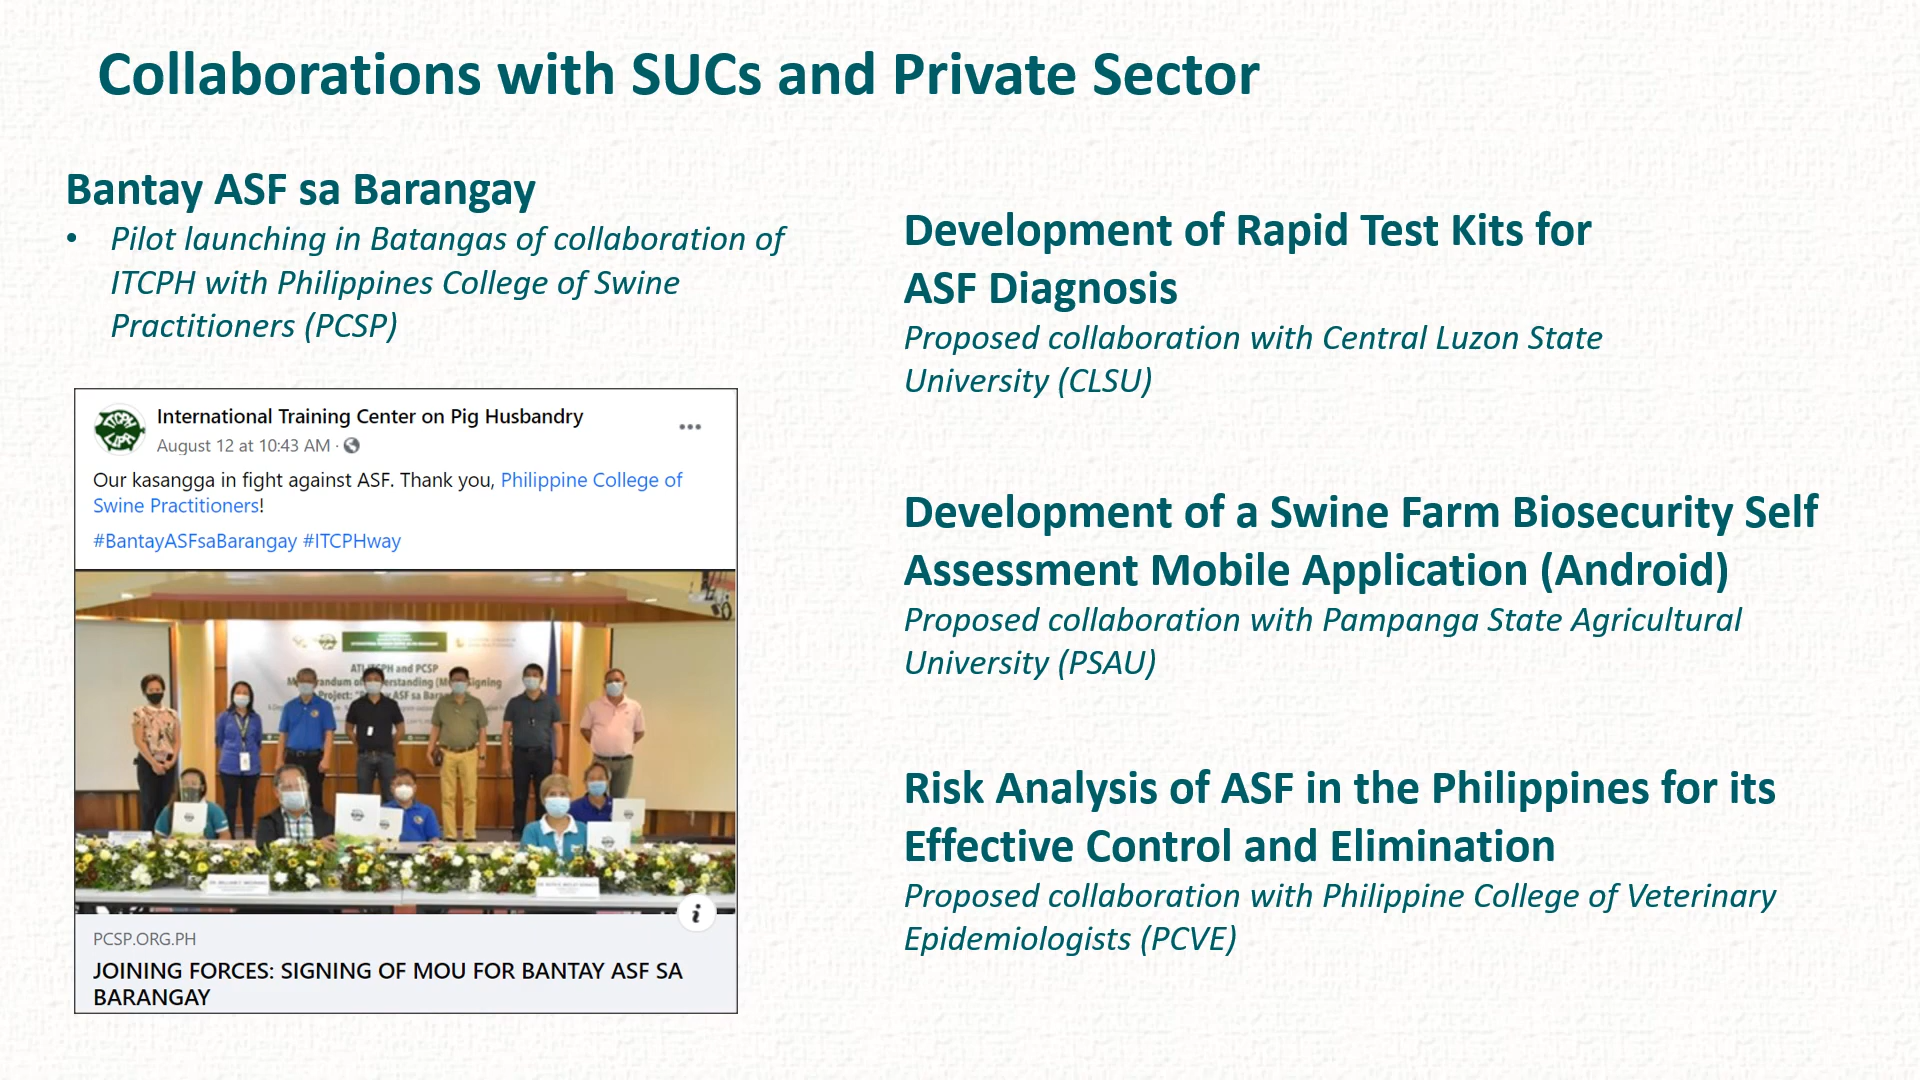 Collaborations with SUCs and Private Sector
Bantay ASF sa Barangay
• Pilot launching in Batangas of collaboration of
ITCPH with Philippines College of Swine
Practitioners (PCSP)
International Training Center on Pig Husbandry
August 12 at 10:43 AM ·
Our kasangga in fight against ASF. Thank you, Philippine College of
Swine Practitioners!
#BantayASFsaBarangay #ITCPHway
ATI ITCPH and PCSP
PCSP.ORG.PH
JOINING FORCES: SIGNING OF MOU FOR BANTAY ASF SA
BARANGAY
Development of Rapid Test Kits for
ASF Diagnosis
Proposed collaboration with Central Luzon State
University (CLSU)
Development of a Swine Farm Biosecurity Self
Assessment Mobile Application (Android)
Proposed collaboration with Pampanga State Agricultural
University (PSAU)
Risk Analysis of ASF in the Philippines for its
Effective Control and Elimination
Proposed collaboration with Philippine College of Veterinary
Epidemiologists (PCVE)